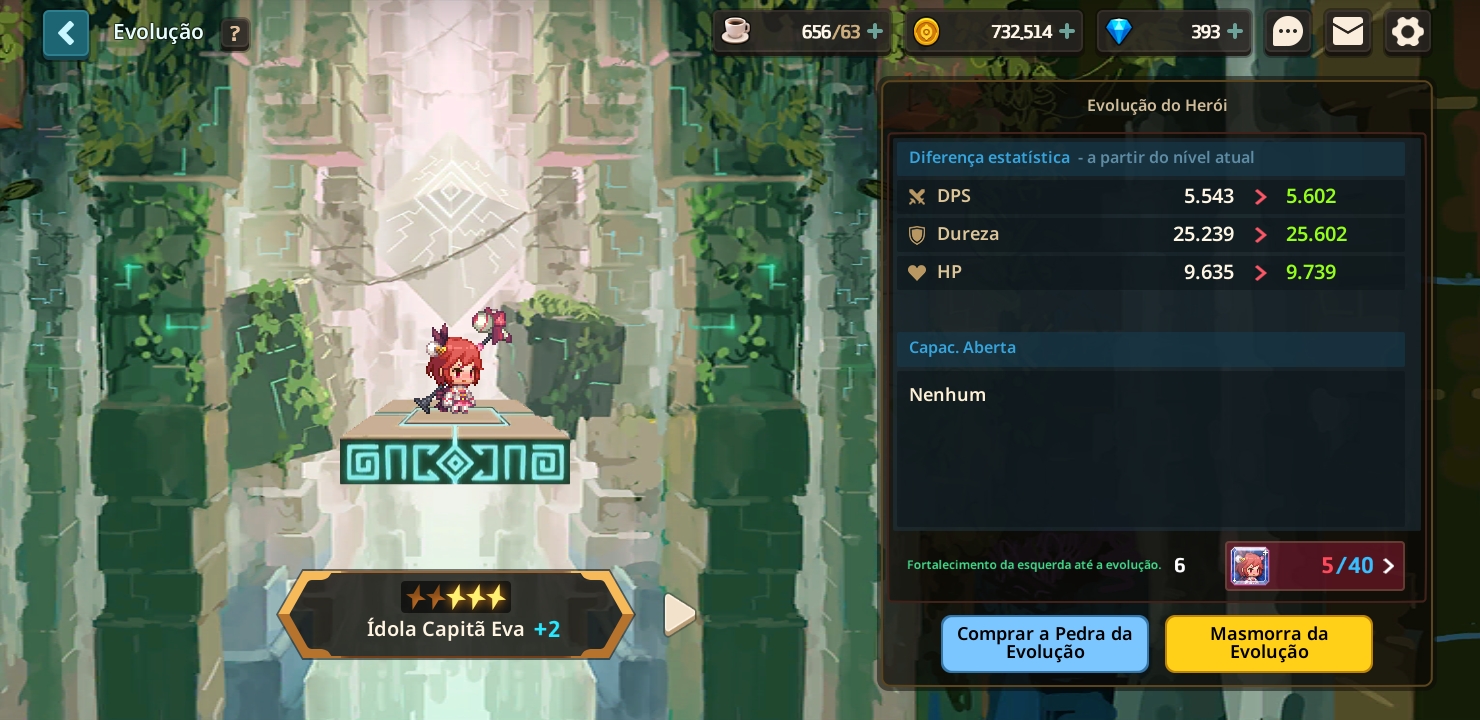 Evolução ?
656/63
732,514
393
Evolução do Herói
Diferença estatística - a partir do nível atual
DPS 5.543 > 5.602
Dureza 25.239 > 25.602
HP 9.635 > 9.739
Capac. Aberta
Nenhum
Fortalecimento da esquerda até a evolução. 6
5/40
Ídola Capitã Eva +2
Comprar a Pedra da
Evolução
Masmorra da
Evolução